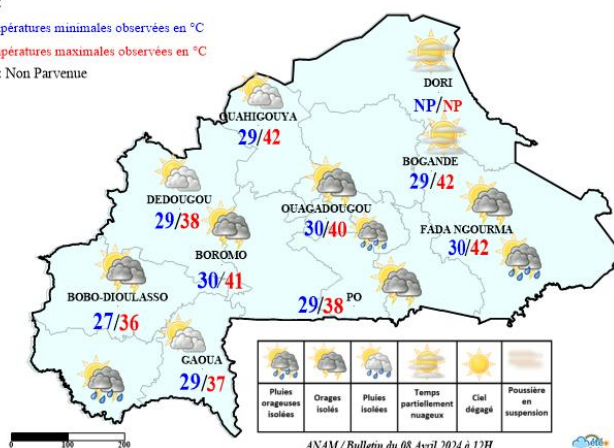 pératures minimales observées en °C
pératures maximales observées en °C
: Non Parvenue
DORI
NP/NP
OUAHIGOUYA
29/42
BOGANDE
29/42
DEDOUGOU
29/38
OUAGADOUGOU
30/40
FADA NGOURMA
30/42
BOROMO
30/41
BOBO-DIOULASSO
27/36
29/38 PO
GAOUA
29/37
Pluies orageuses isolées
Orages isolés
Pluies isolées
Temps partiellement nuageux
Ciel dégagé
Poussière en suspension
0 100 200
ANAM / Bulletin du 08 Avril 2024 à 12H